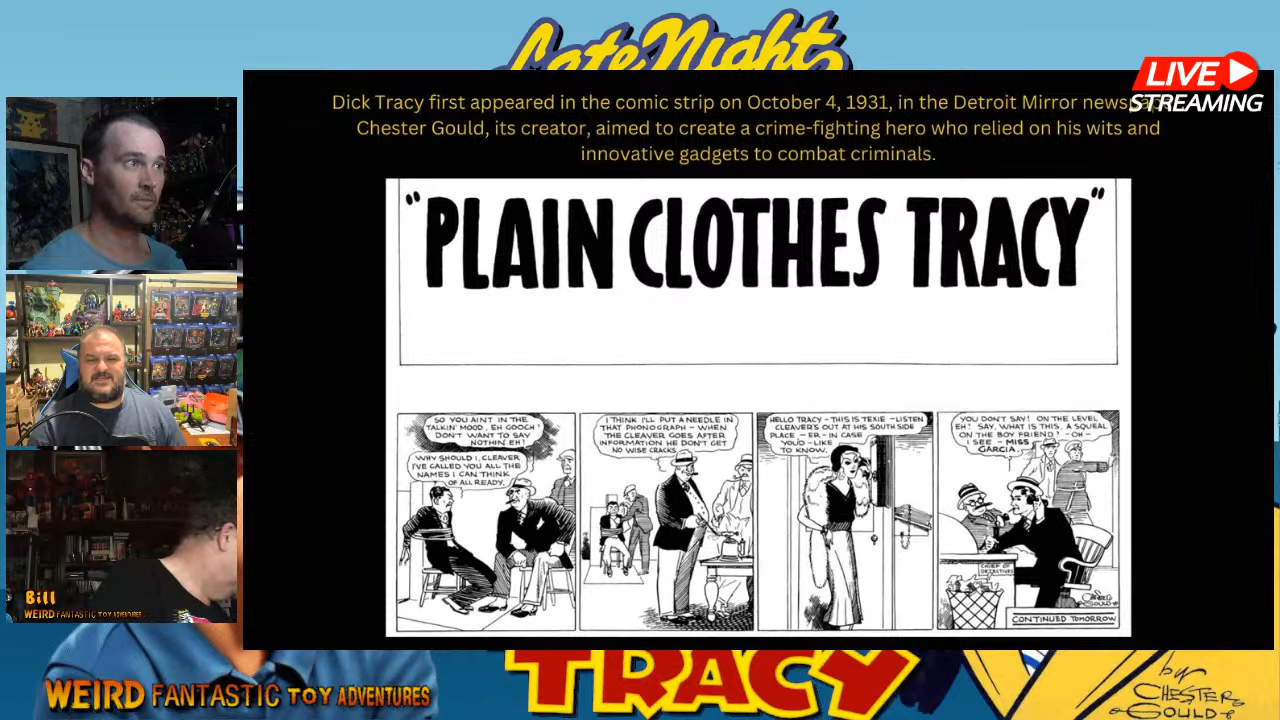 Late Night
LIVE
STREAMING
Dick Tracy first appeared in the comic strip on October 4, 1931, in the Detroit Mirror
Chester Gould, its creator, aimed to create a crime-fighting hero who relied on his wits and
innovative gadgets to combat criminals.
"PLAIN CLOTHES TRACY"
SO YOU AINT IN THE
TALKIN' MOOD, EH GOOCH?
DON'T WANT TO SAY
NOTHIN' EH!
WHY SHOULD I, CLEAVER
I'VE CALLED YOU ALL THE
NAMES I CAN THINK
OF ALL READY.
I THINK I'LL PUT A NEEDLE IN
THAT PHONOGRAPH - WHEN
THE CLEAVER GOES AFTER
INFORMATION HE DON'T GET
NO WISE CRACKS.
HELLO TRACY - THIS IS TEXIE - LISTEN
CLEAVER'S OUT AT HIS SOUTH SIDE
PLACE - ER - IN CASE
YOU'D - LIKE
TO KNOW.
YOU DON'T SAY! ON THE LEVEL
EH? SAY, WHAT IS THIS, A SQUEAL
ON THE BOY FRIEND? - OH -
I SEE - MISS
GARCIA.
CHIEF OF
DETECTIVES
CHESTER
GOULD
CONTINUED TOMORROW
Bill
WEIRD FANTASTIC TOY ADVENTURES
TRACY
by
CHESTER
GOULD
WEIRD FANTASTIC TOY ADVENTURES